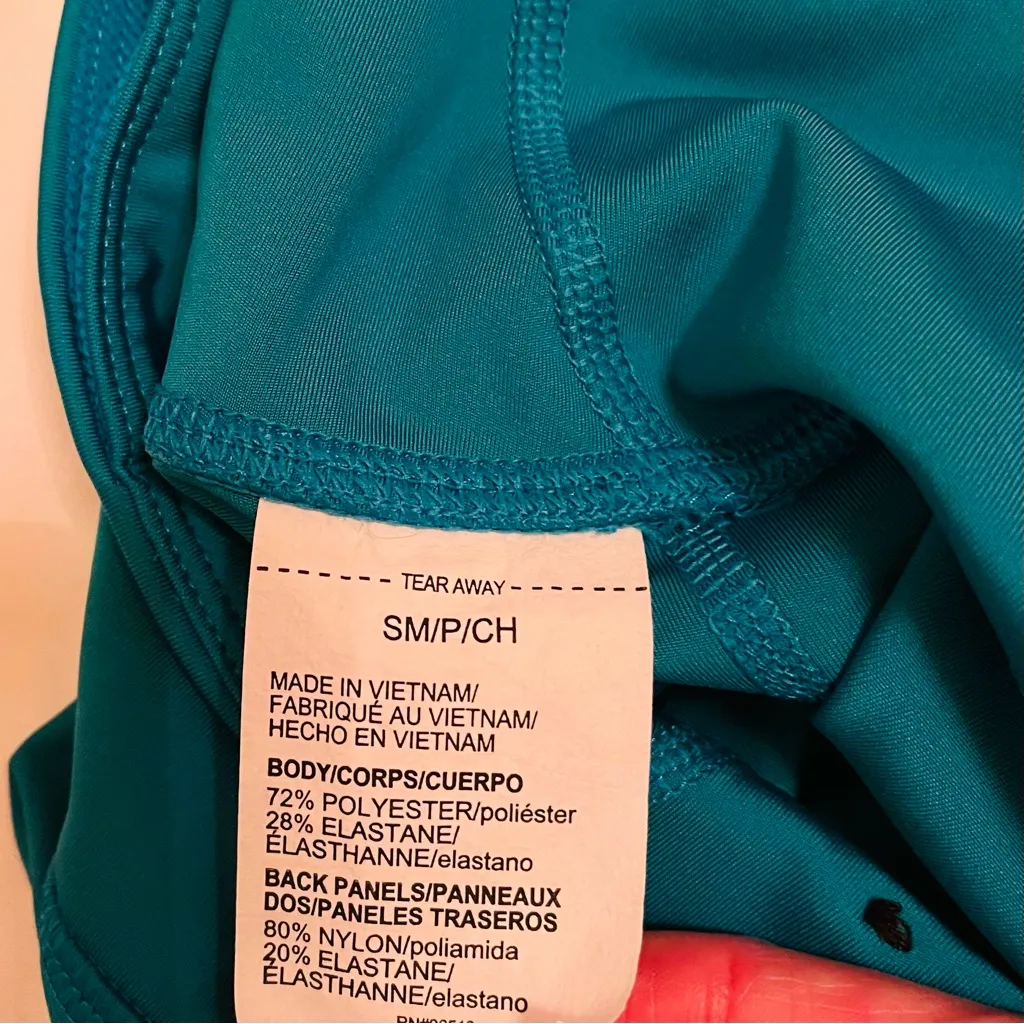 TEAR AWAY
SM/P/CH
MADE IN VIETNAM/
FABRIQUÉ AU VIETNAM/
HECHO EN VIETNAM
BODY/CORPS/CUERPO
72% POLYESTER/poliéster
28% ELASTANE/
ÉLASTHANNE/elastano
BACK PANELS/PANNEAUX
DOS/PANELES TRASEROS
80% NYLON/poliamida
20% ELASTANE/
ÉLASTHANNE/elastano